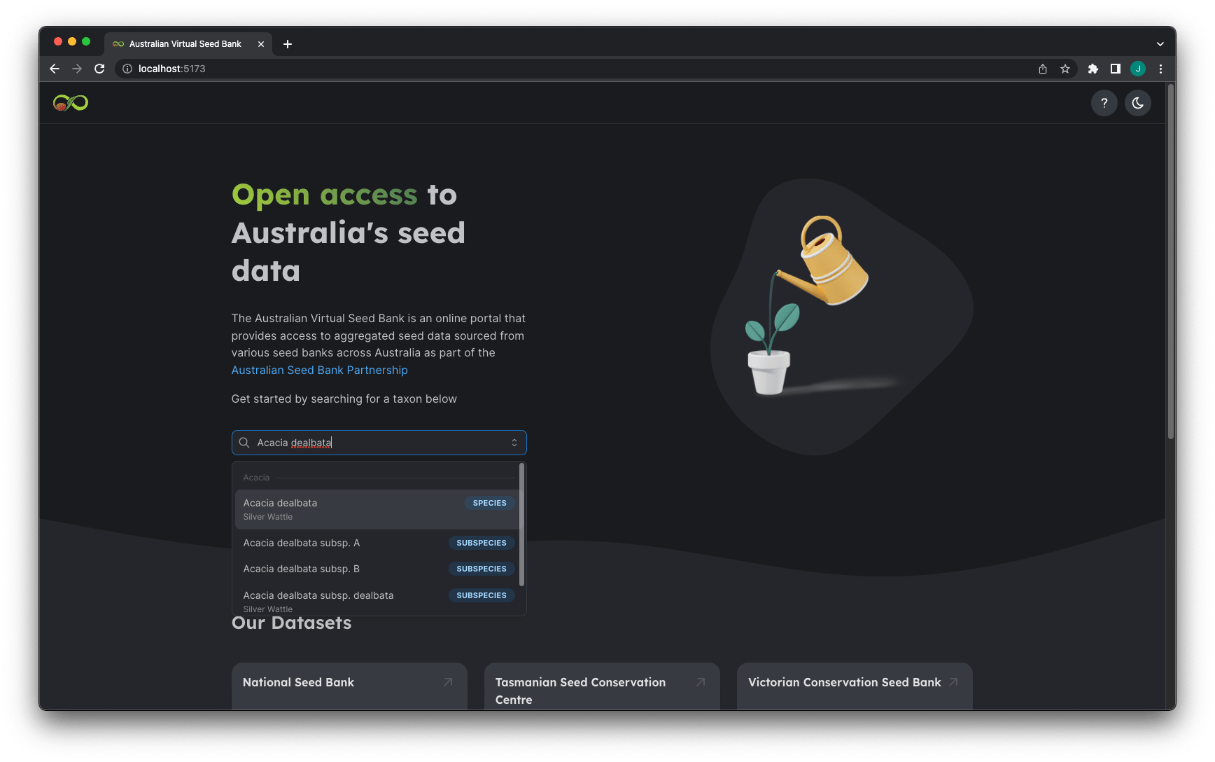 Australian Virtual Seed Bank
localhost:5173
J
?
Open access to
Australia's seed
data
The Australian Virtual Seed Bank is an online portal that
provides access to aggregated seed data sourced from
various seed banks across Australia as part of the
Australian Seed Bank Partnership
Get started by searching for a taxon below
Acacia dealbata
Acacia
Acacia dealbata SPECIES
Silver Wattle
Acacia dealbata subsp. A SUBSPECIES
Acacia dealbata subsp. B SUBSPECIES
Acacia dealbata subsp. dealbata SUBSPECIES
Silver Wattle
Our Datasets
National Seed Bank
Tasmanian Seed Conservation
Centre
Victorian Conservation Seed Bank